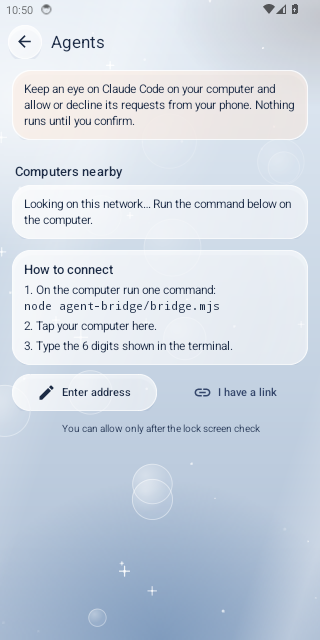 10:50
Agents
Keep an eye on Claude Code on your computer and
allow or decline its requests from your phone. Nothing
runs until you confirm.
Computers nearby
Looking on this network… Run the command below on
the computer.
How to connect
1. On the computer run one command:
node agent-bridge/bridge.mjs
2. Tap your computer here.
3. Type the 6 digits shown in the terminal.
Enter address
I have a link
You can allow only after the lock screen check